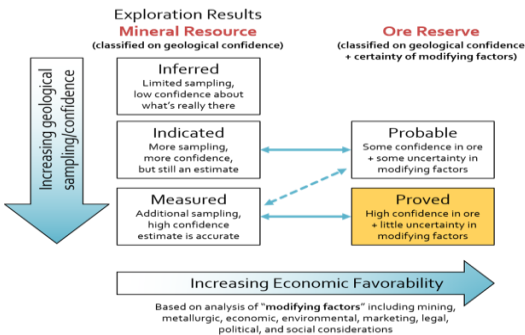 Exploration Results
Mineral Resource
(classified on geological confidence)
Ore Reserve
(classified on geological confidence
+ certainty of modifying factors)
Increasing geological
sampling/confidence
Inferred
Limited sampling,
low confidence about
what's really there
Indicated
More sampling,
more confidence,
but still an estimate
Probable
Some confidence in ore
+ some uncertainty in
modifying factors
Measured
Additional sampling,
high confidence
estimate is accurate
Proved
High confidence in ore
+ little uncertainty in
modifying factors
Increasing Economic Favorability
Based on analysis of "modifying factors" including mining,
metallurgic, economic, environmental, marketing, legal,
political, and social considerations